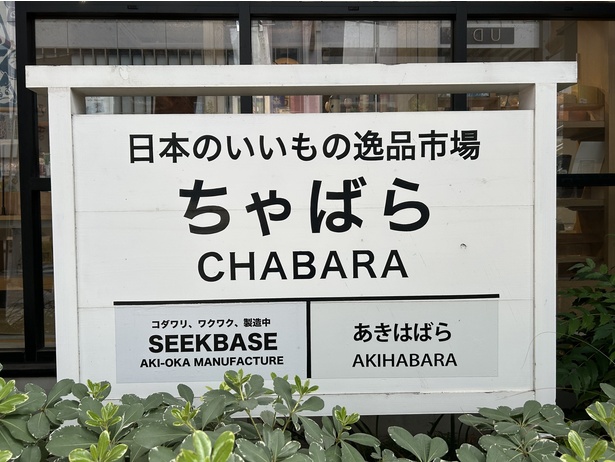 日本のいいもの逸品市場
ちゃばら
CHABARA
コダワリ、ワクワク、製造中
SEEKBASE
AKI-OKA MANUFACTURE
あきはばら
AKIHABARA